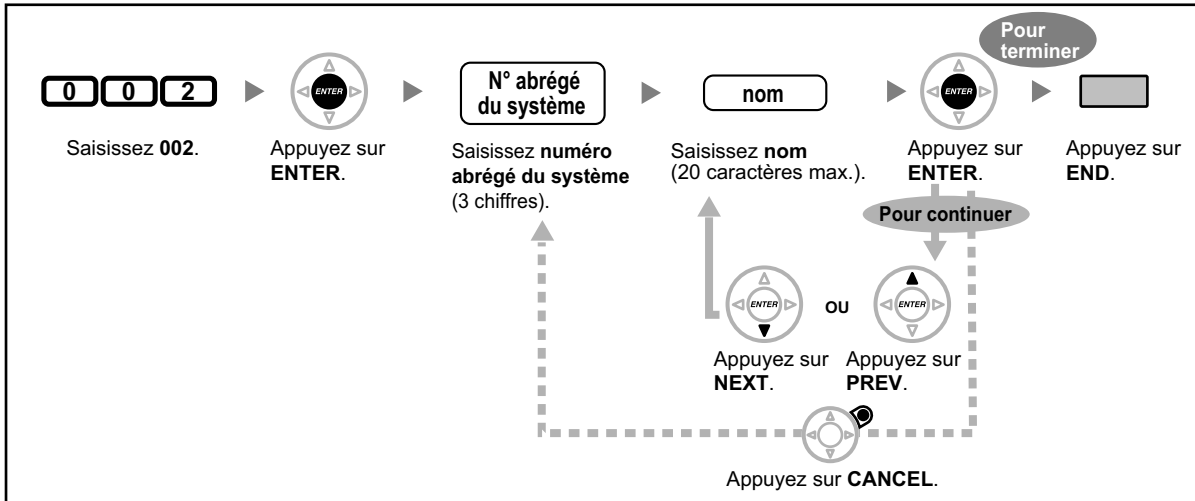 Pour
terminer
0 0 2
ENTER
N° abrégé
du système
nom
ENTER
Saisissez 002.
Appuyez sur
ENTER.
Saisissez numéro
abrégé du système
(3 chiffres).
Saisissez nom
(20 caractères max.).
Appuyez sur
ENTER.
Appuyez sur
END.
Pour continuer
ENTER
OU
ENTER
Appuyez sur
NEXT.
Appuyez sur
PREV.
Appuyez sur CANCEL.